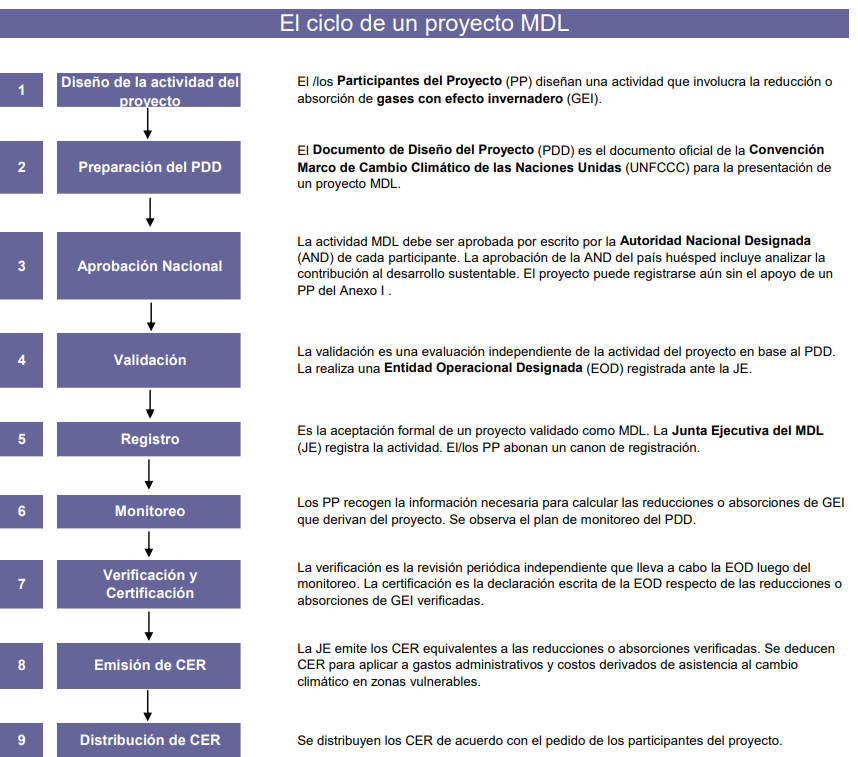 El ciclo de un proyecto MDL
1
Diseño de la actividad del
proyecto
El /los Participantes del Proyecto (PP) diseñan una actividad que involucra la reducción o
absorción de gases con efecto invernadero (GEI).
2
Preparación del PDD
El Documento de Diseño del Proyecto (PDD) es el documento oficial de la Convención
Marco de Cambio Climático de las Naciones Unidas (UNFCCC) para la presentación de
un proyecto MDL.
3
Aprobación Nacional
La actividad MDL debe ser aprobada por escrito por la Autoridad Nacional Designada
(AND) de cada participante. La aprobación de la AND del país huésped incluye analizar la
contribución al desarrollo sustentable. El proyecto puede registrarse aún sin el apoyo de un
PP del Anexo I .
4
Validación
La validación es una evaluación independiente de la actividad del proyecto en base al PDD.
La realiza una Entidad Operacional Designada (EOD) registrada ante la JE.
5
Registro
Es la aceptación formal de un proyecto validado como MDL. La Junta Ejecutiva del MDL
(JE) registra la actividad. El/los PP abonan un canon de registración.
6
Monitoreo
Los PP recogen la información necesaria para calcular las reducciones o absorciones de GEI
que derivan del proyecto. Se observa el plan de monitoreo del PDD.
7
Verificación y
Certificación
La verificación es la revisión periódica independiente que lleva a cabo la EOD luego del
monitoreo. La certificación es la declaración escrita de la EOD respecto de las reducciones o
absorciones de GEI verificadas.
8
Emisión de CER
La JE emite los CER equivalentes a las reducciones o absorciones verificadas. Se deducen
CER para aplicar a gastos administrativos y costos derivados de asistencia al cambio
climático en zonas vulnerables.
9
Distribución de CER
Se distribuyen los CER de acuerdo con el pedido de los participantes del proyecto.